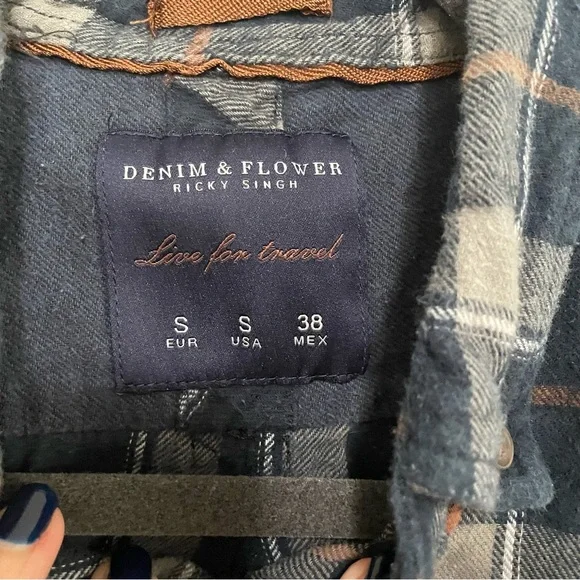 DENIM & FLOWER
RICKY SINGH
Live for travel
S S 38
EUR USA MEX